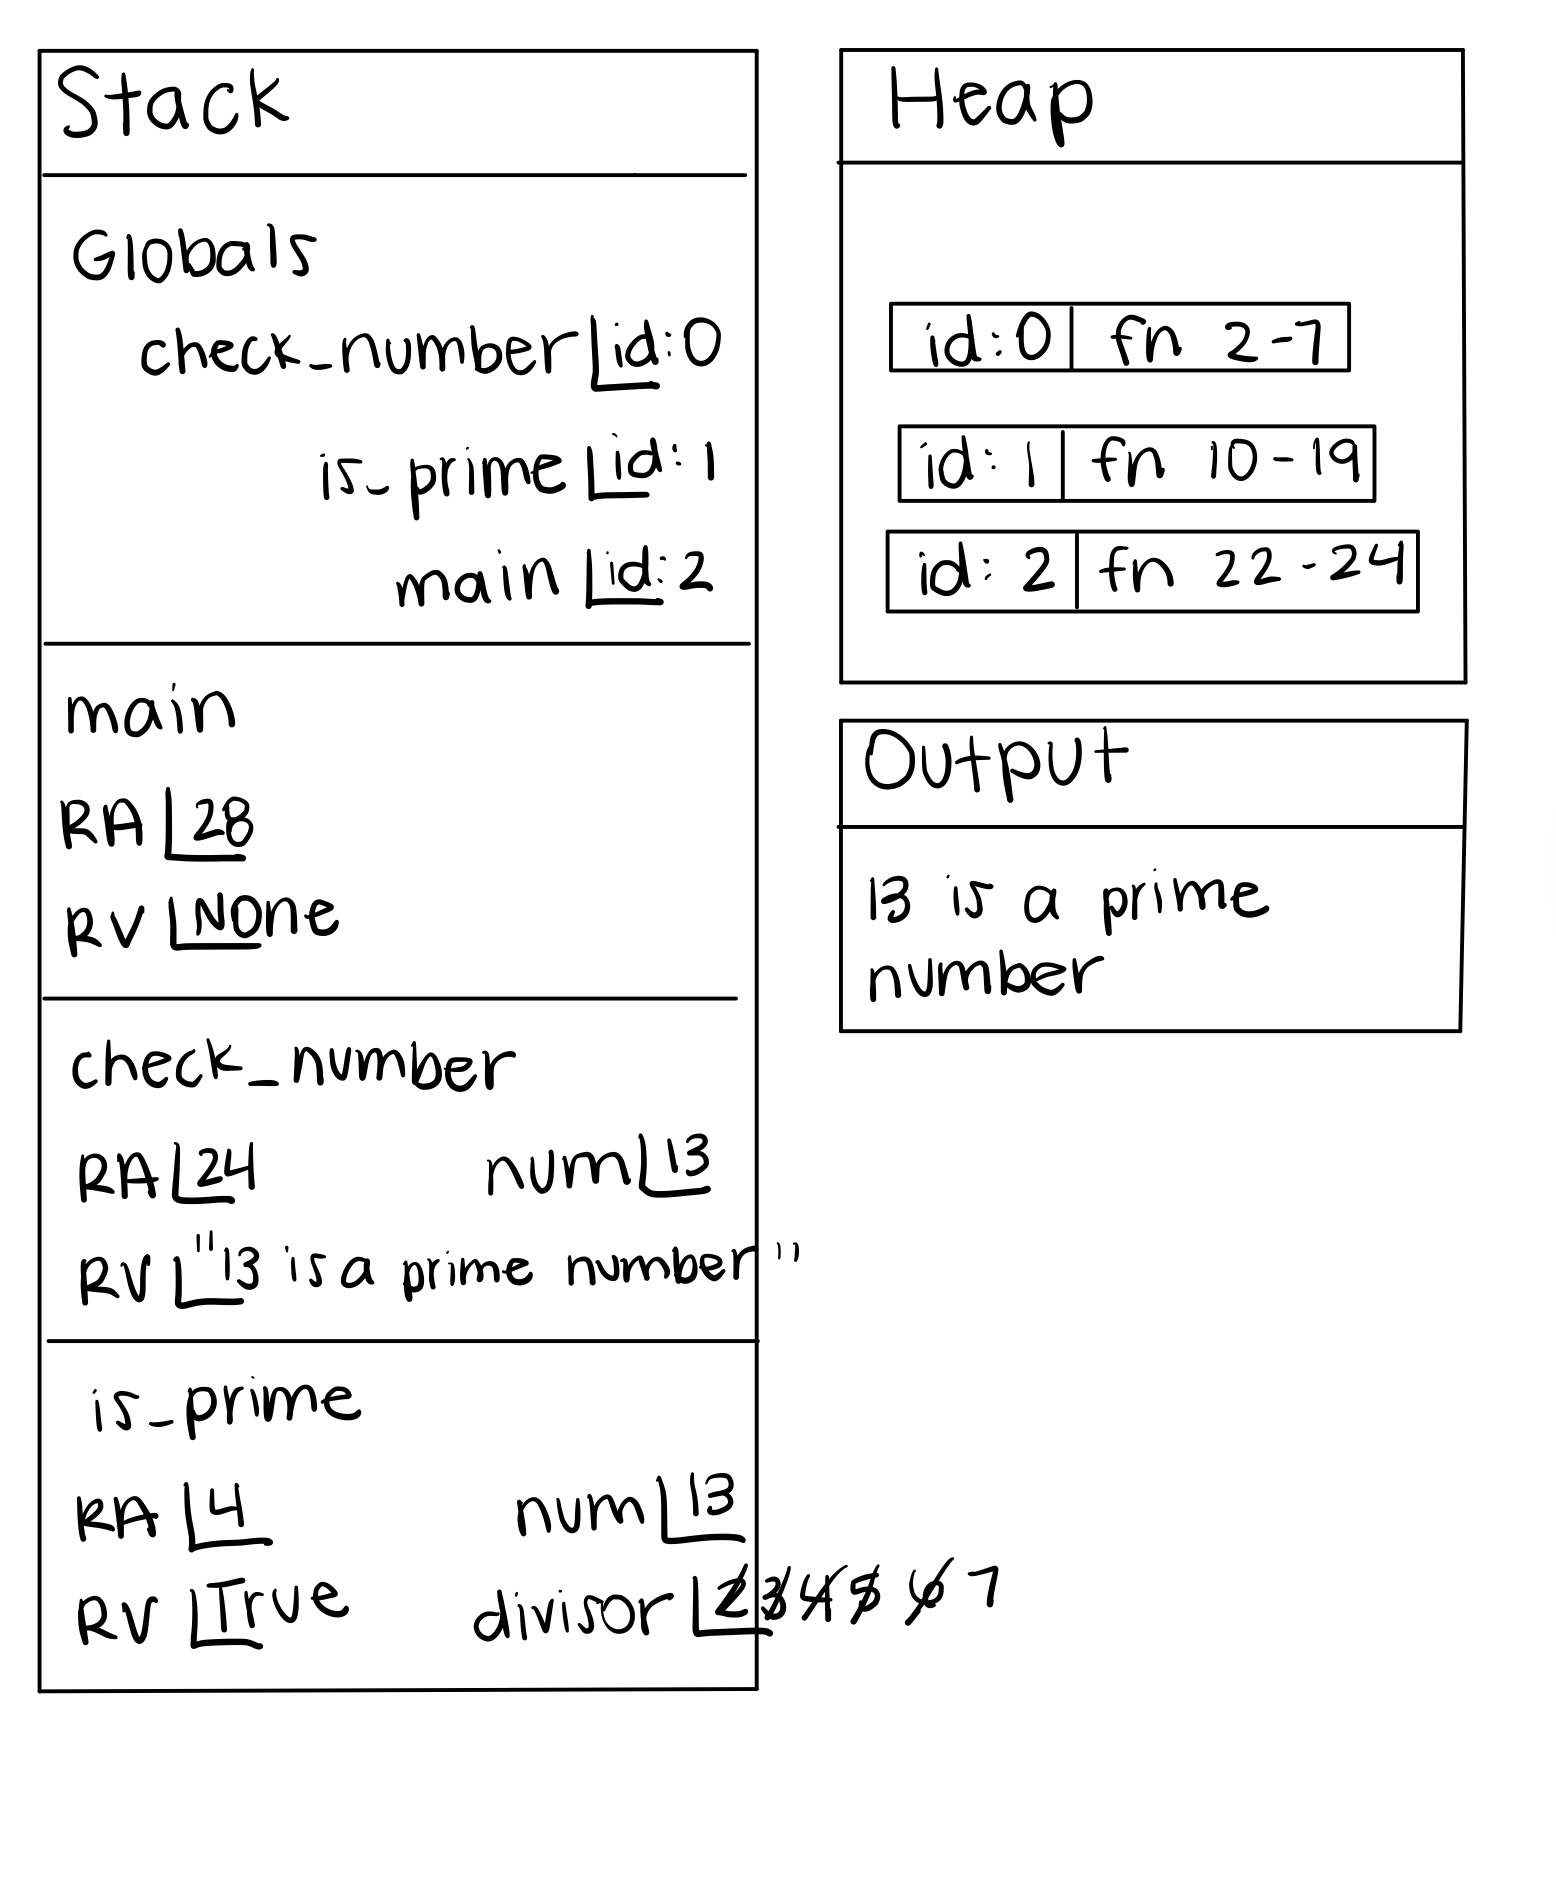 Stack
Globals
check_number id:0
is_prime id:1
main id:2
main
RA 28
RV None
check_number
RA 24 num 13
RV "13 is a prime number"
is_prime
RA 4 num 13
RV True divisor 2 3 4 5 6 7
Heap
id:0 fn 2-7
id:1 fn 10-19
id:2 fn 22-24
Output
13 is a prime
number